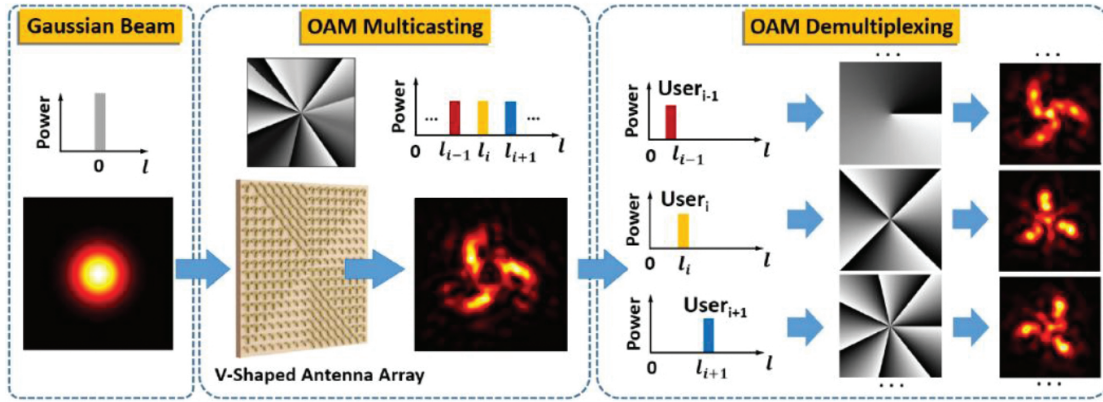 Gaussian Beam
Power
0
l
OAM Multicasting
Power
...
...
l_{i-1} l_i l_{i+1} l
V-Shaped Antenna Array
OAM Demultiplexing
User_{i-1}
Power
0 l_{i-1} l
User_i
Power
0 l_i l
User_{i+1}
Power
0 l_{i+1} l
...
...
...
...